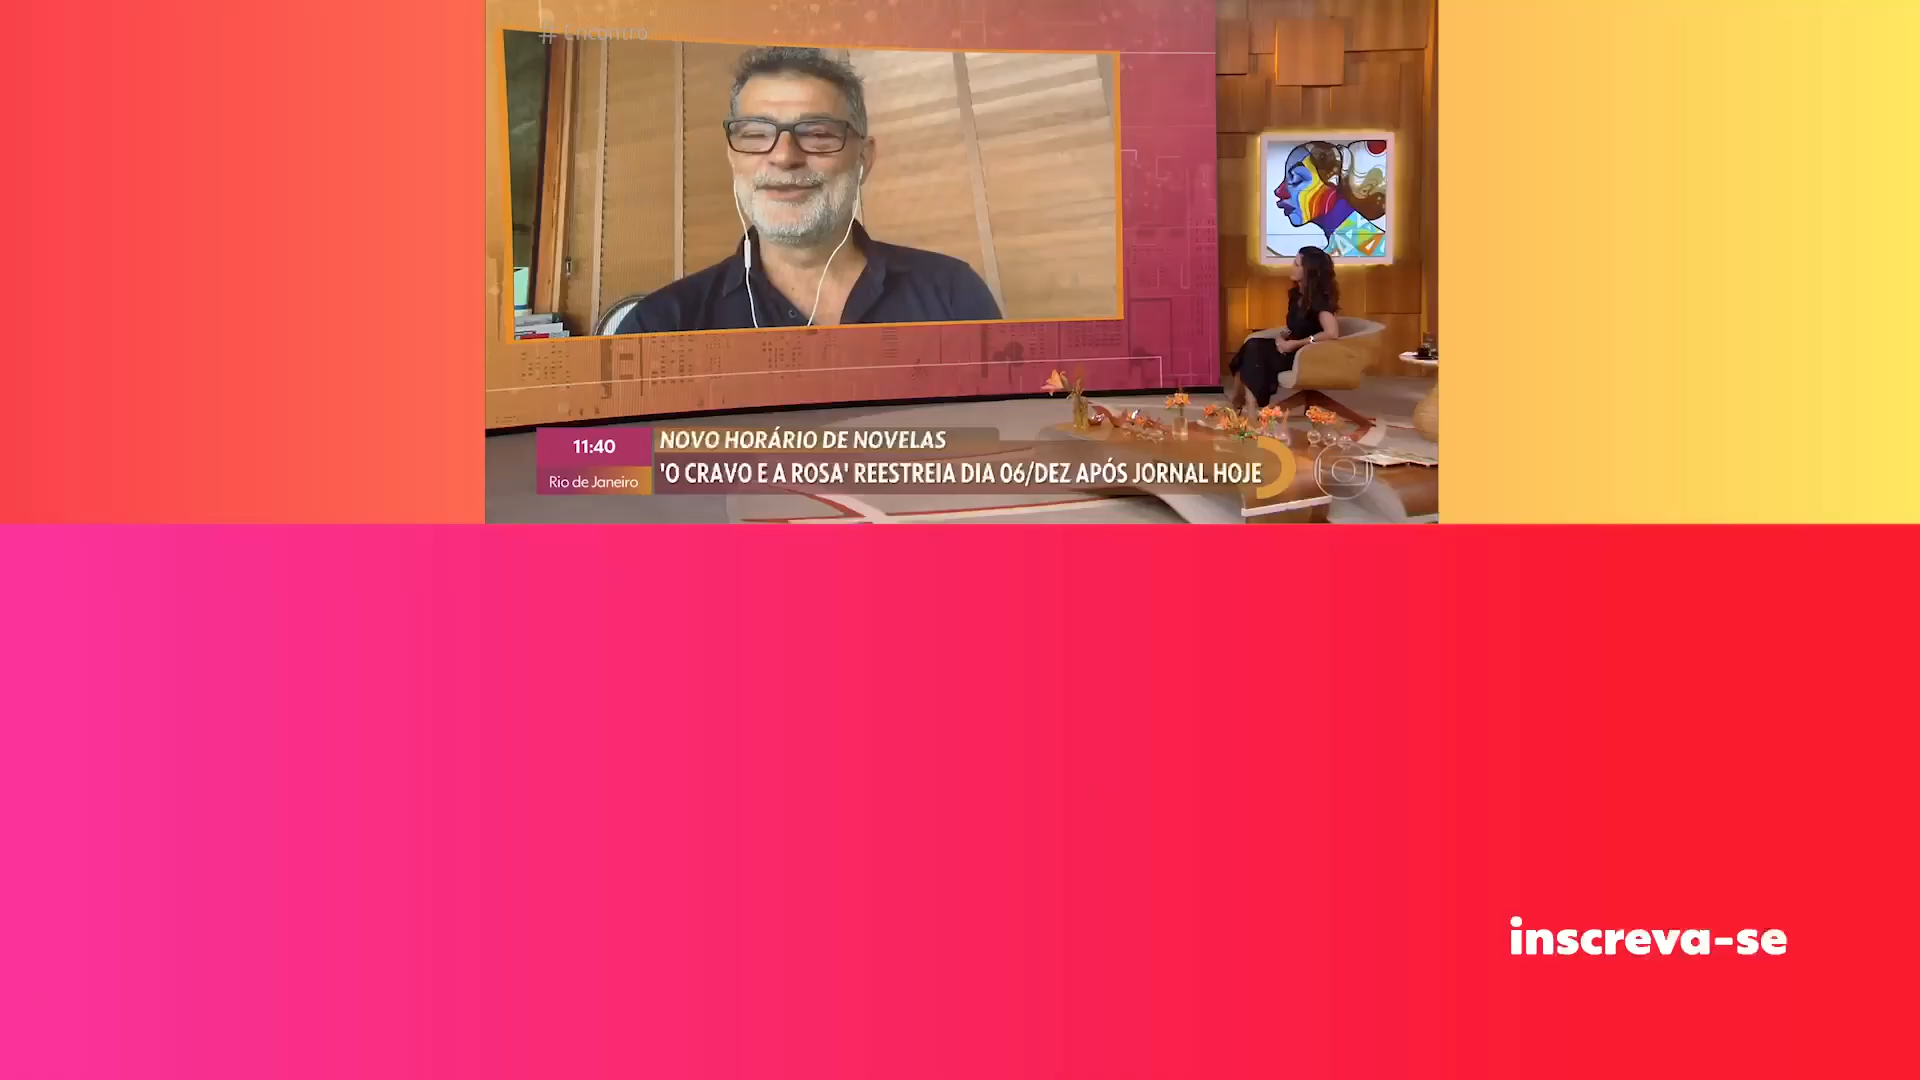 # Encontro
11:40
Rio de Janeiro
NOVO HORÁRIO DE NOVELAS
'O CRAVO E A ROSA' REESTREIA DIA 06/DEZ APÓS JORNAL HOJE
inscreva-se